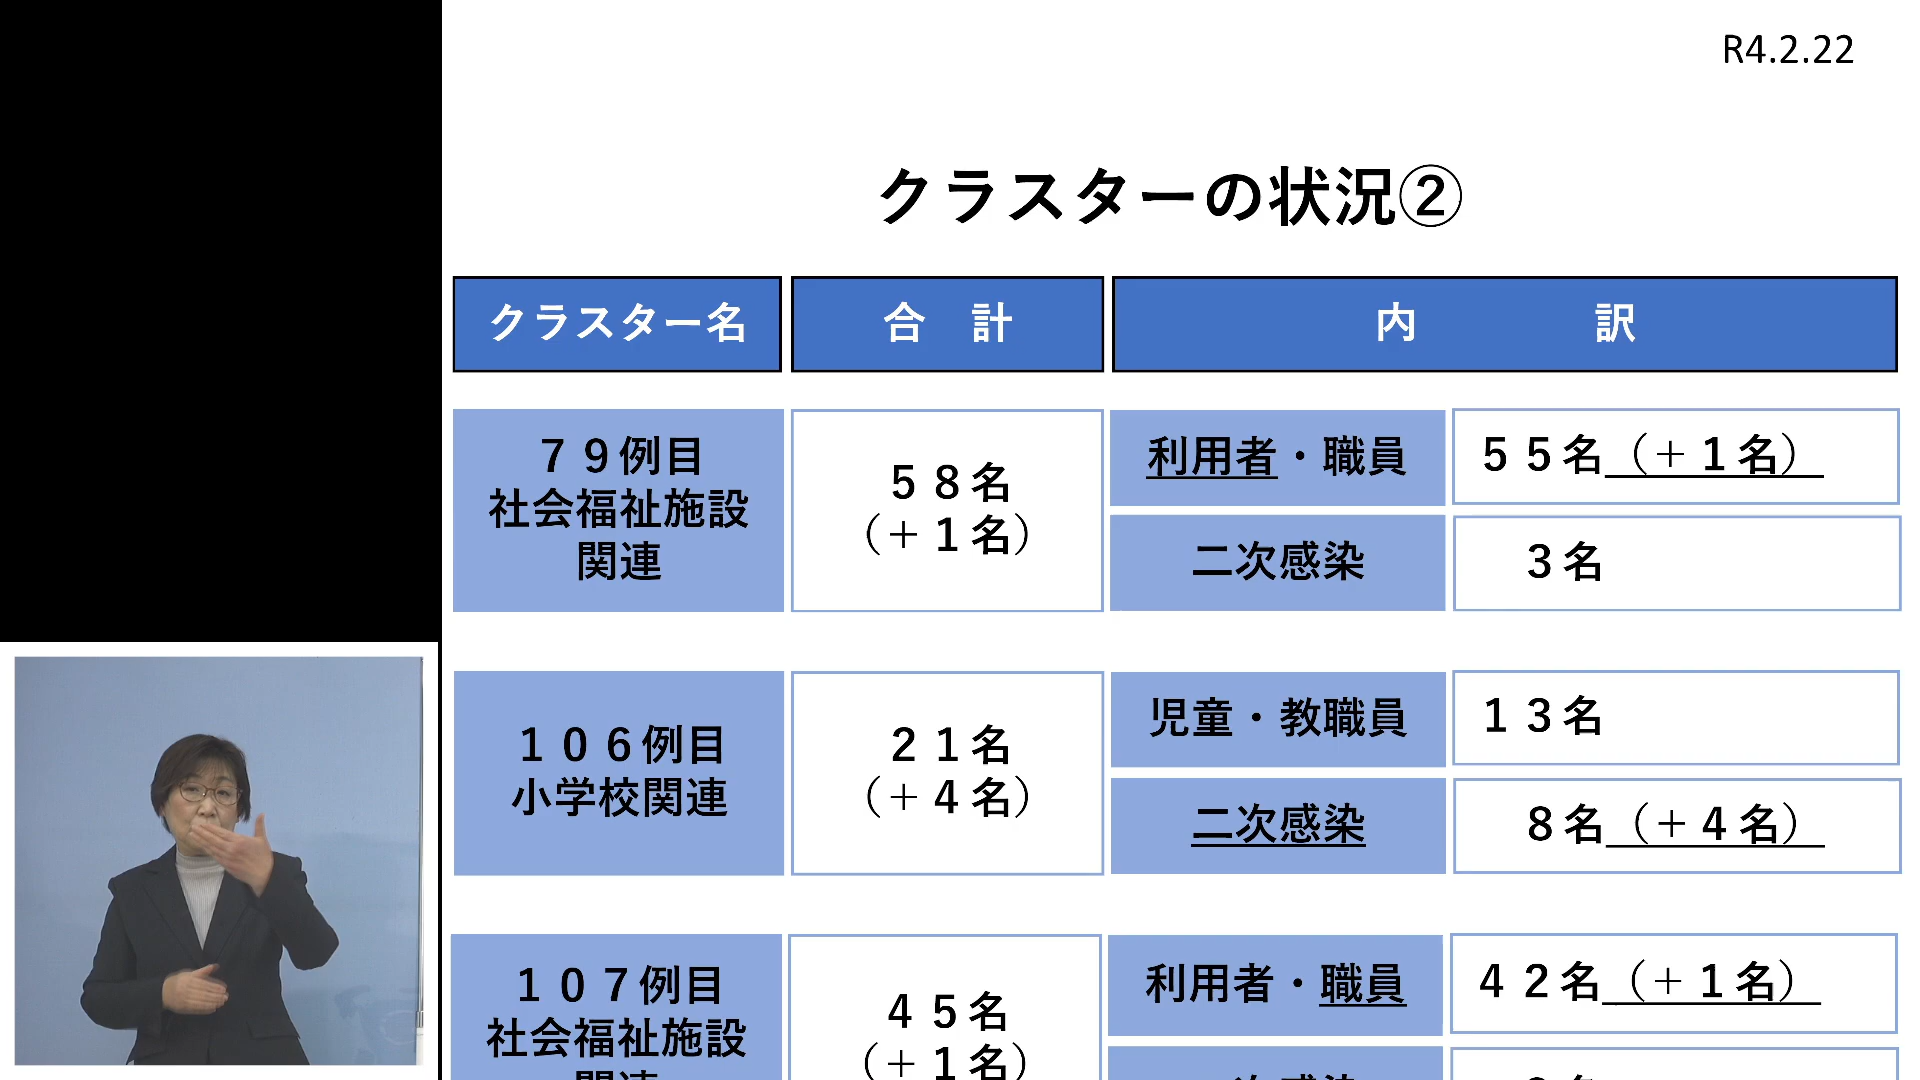 R4.2.22
クラスターの状況②
クラスター名 合　計 内　訳
７９例目
社会福祉施設
関連
５８名
（＋１名）
利用者・職員 ５５名（＋１名）
二次感染 ３名
１０６例目
小学校関連
２１名
（＋４名）
児童・教職員 １３名
二次感染 ８名（＋４名）
１０７例目
社会福祉施設
４５名
（＋１名）
利用者・職員 ４２名（＋１名）